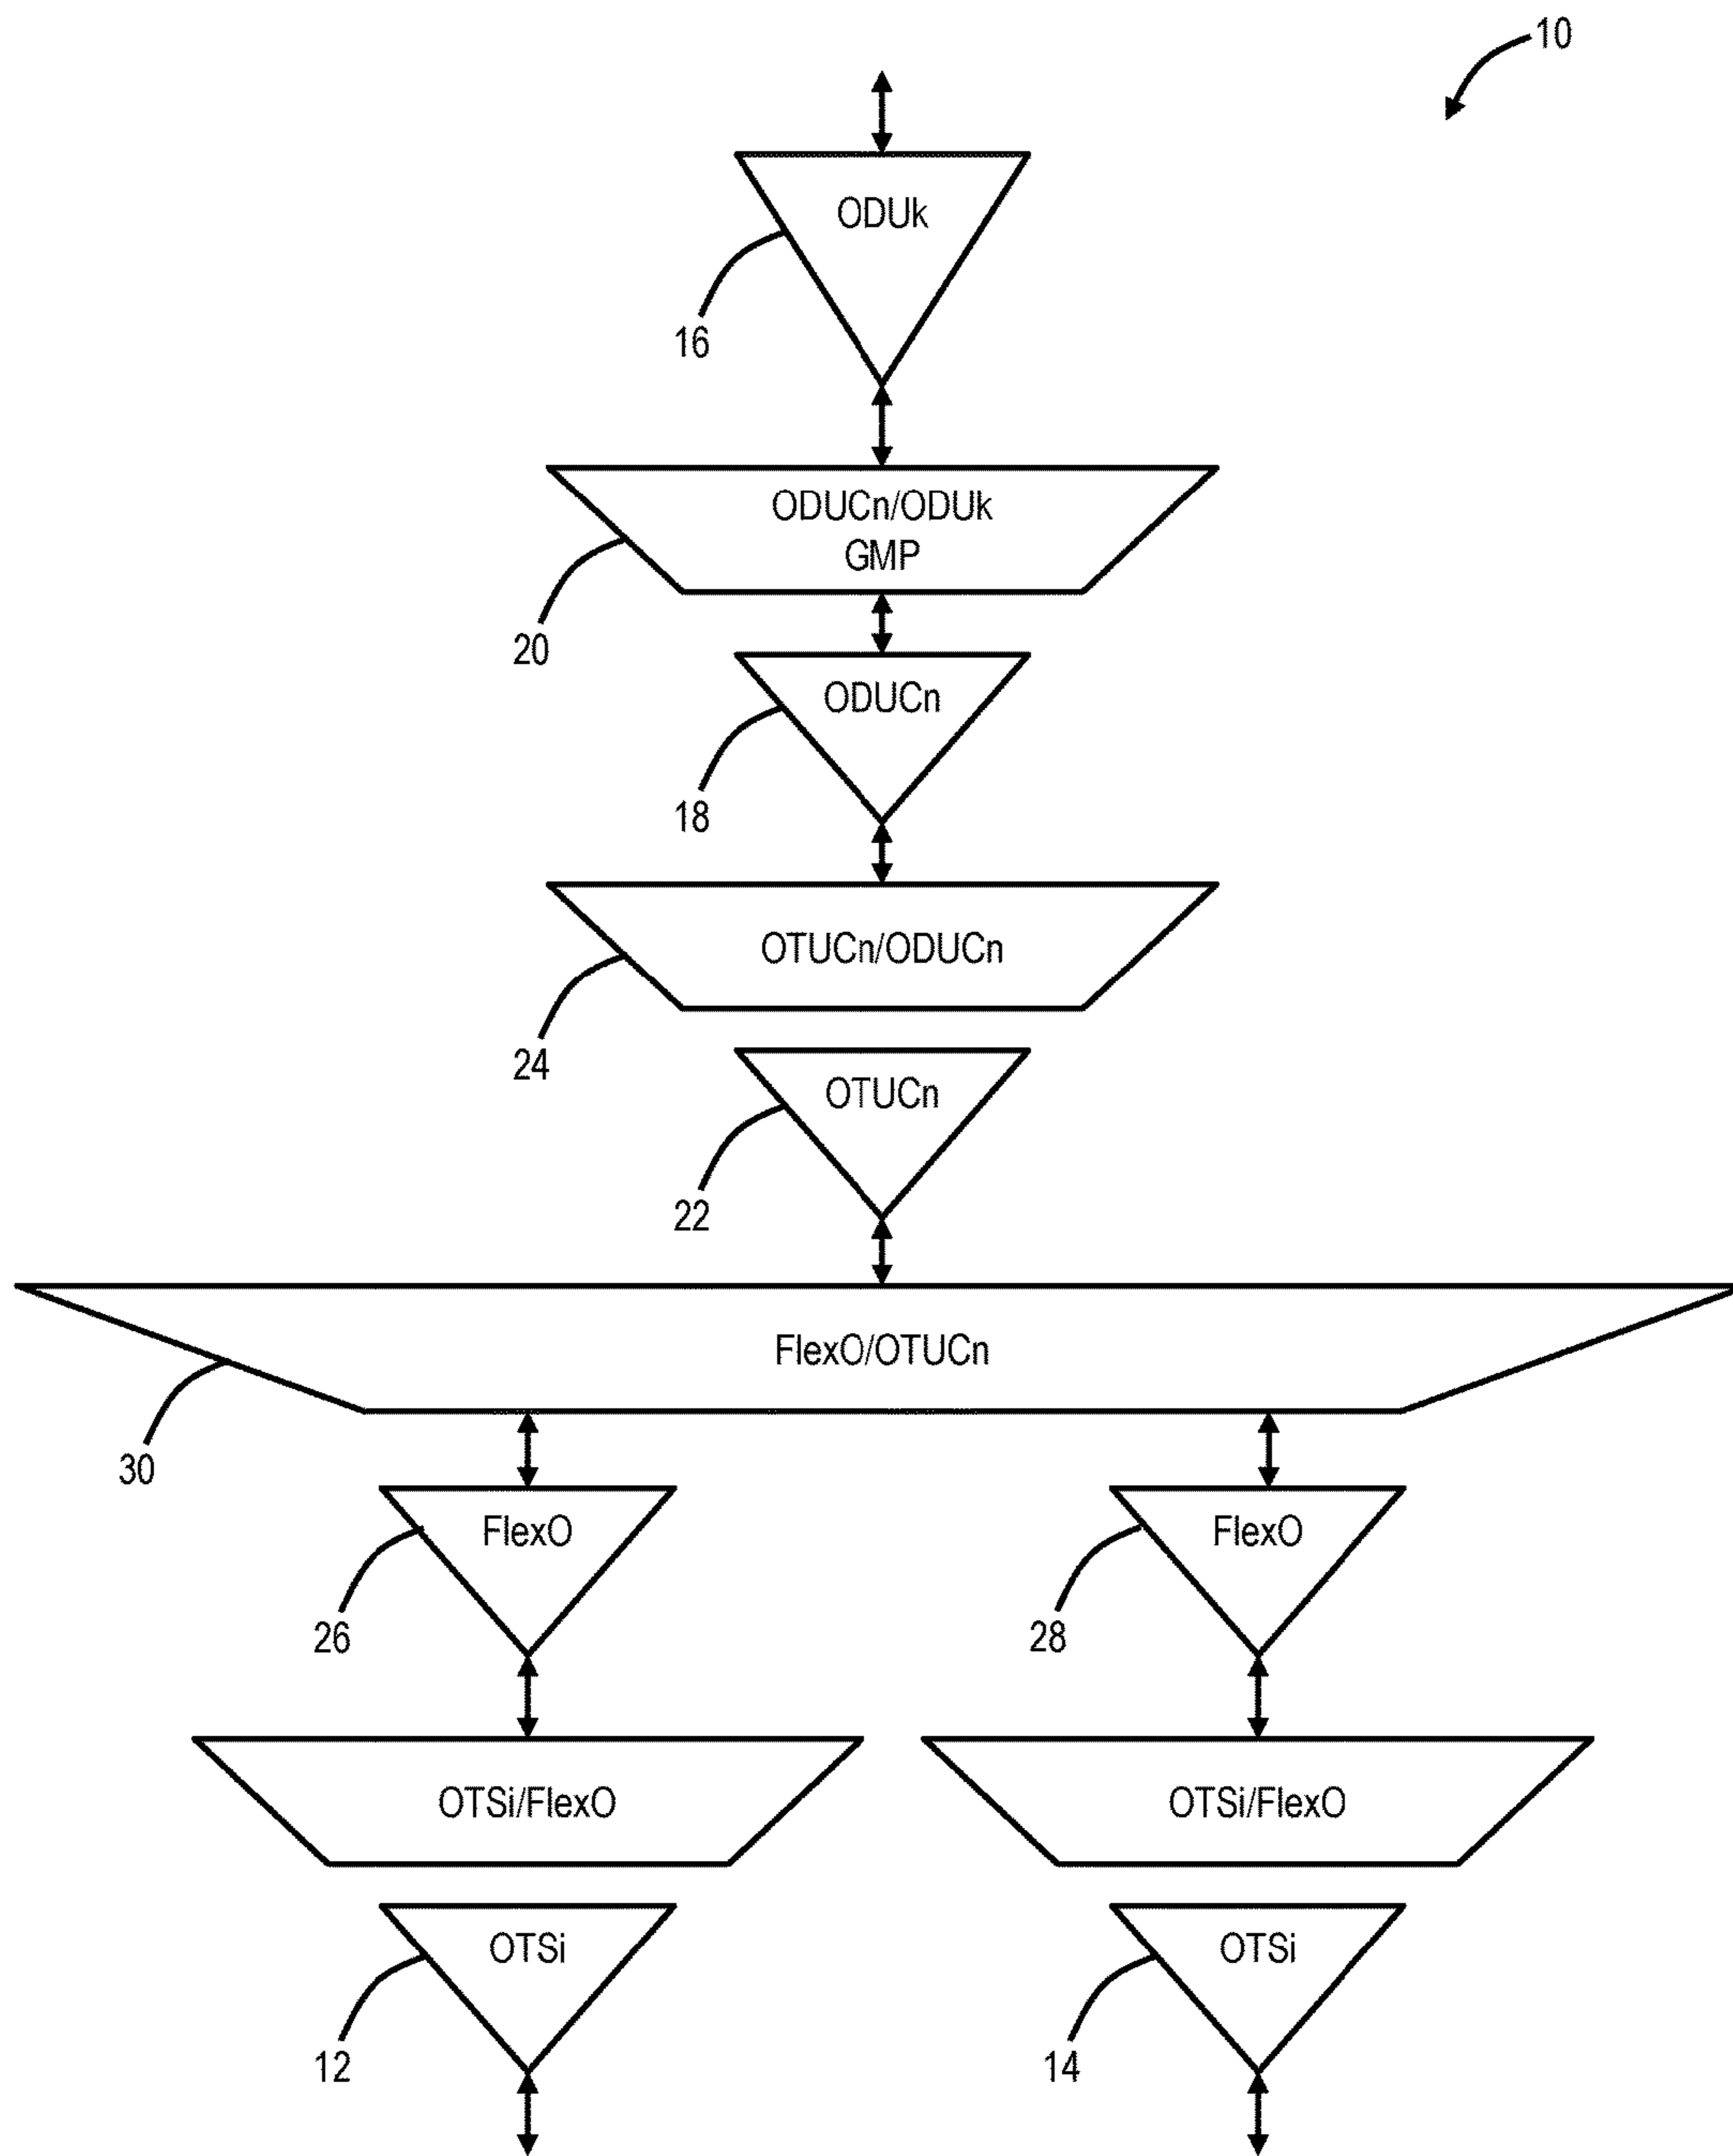 10
ODUk
16
ODUCn/ODUk
GMP
20
ODUCn
18
OTUCn/ODUCn
24
OTUCn
22
FlexO/OTUCn
30
FlexO
FlexO
26
28
OTSi/FlexO
OTSi/FlexO
OTSi
OTSi
12
14